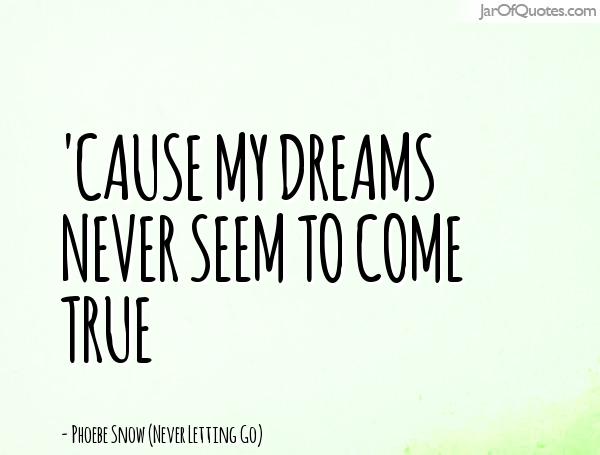 JarOfQuotes.com
'CAUSE MY DREAMS
NEVER SEEM TO COME
TRUE
- PHOEBE SNOW (NEVER LETTING GO)